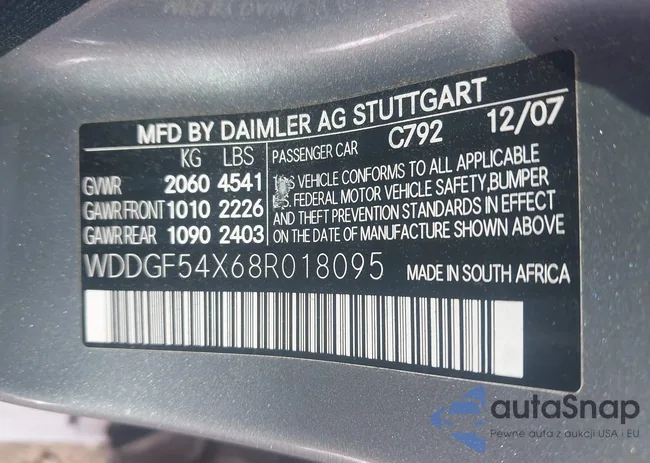 MFD BY DAIMLER AG STUTTGART
C792 12/07
KG LBS
GVWR 2060 4541
GAWR FRONT 1010 2226
GAWR REAR 1090 2403
PASSENGER CAR
VEHICLE CONFORMS TO ALL APPLICABLE
FEDERAL MOTOR VEHICLE SAFETY, BUMPER
AND THEFT PREVENTION STANDARDS IN EFFECT
ON THE DATE OF MANUFACTURE SHOWN ABOVE
WDDGF54X68R018095 MADE IN SOUTH AFRICA
autaSnap
Pewne auta z aukcji USA i EU